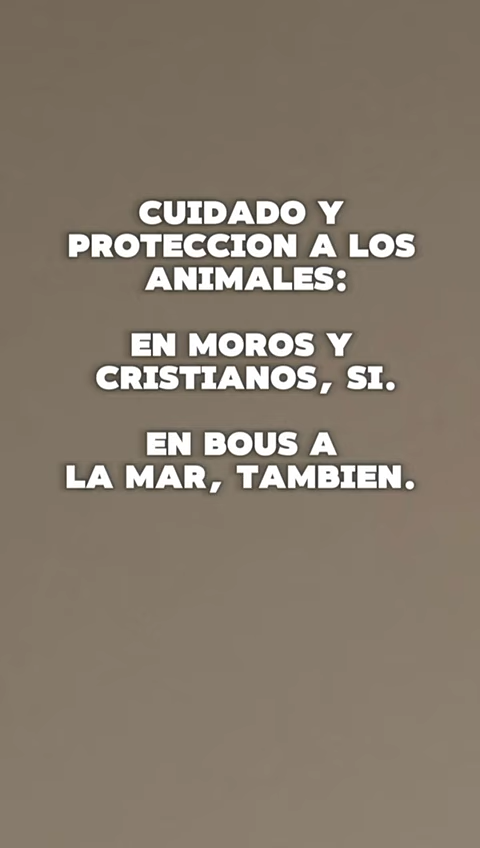 CUIDADO Y
PROTECCION A LOS
ANIMALES:
EN MOROS Y
CRISTIANOS, SI.
EN BOUS A
LA MAR, TAMBIEN.